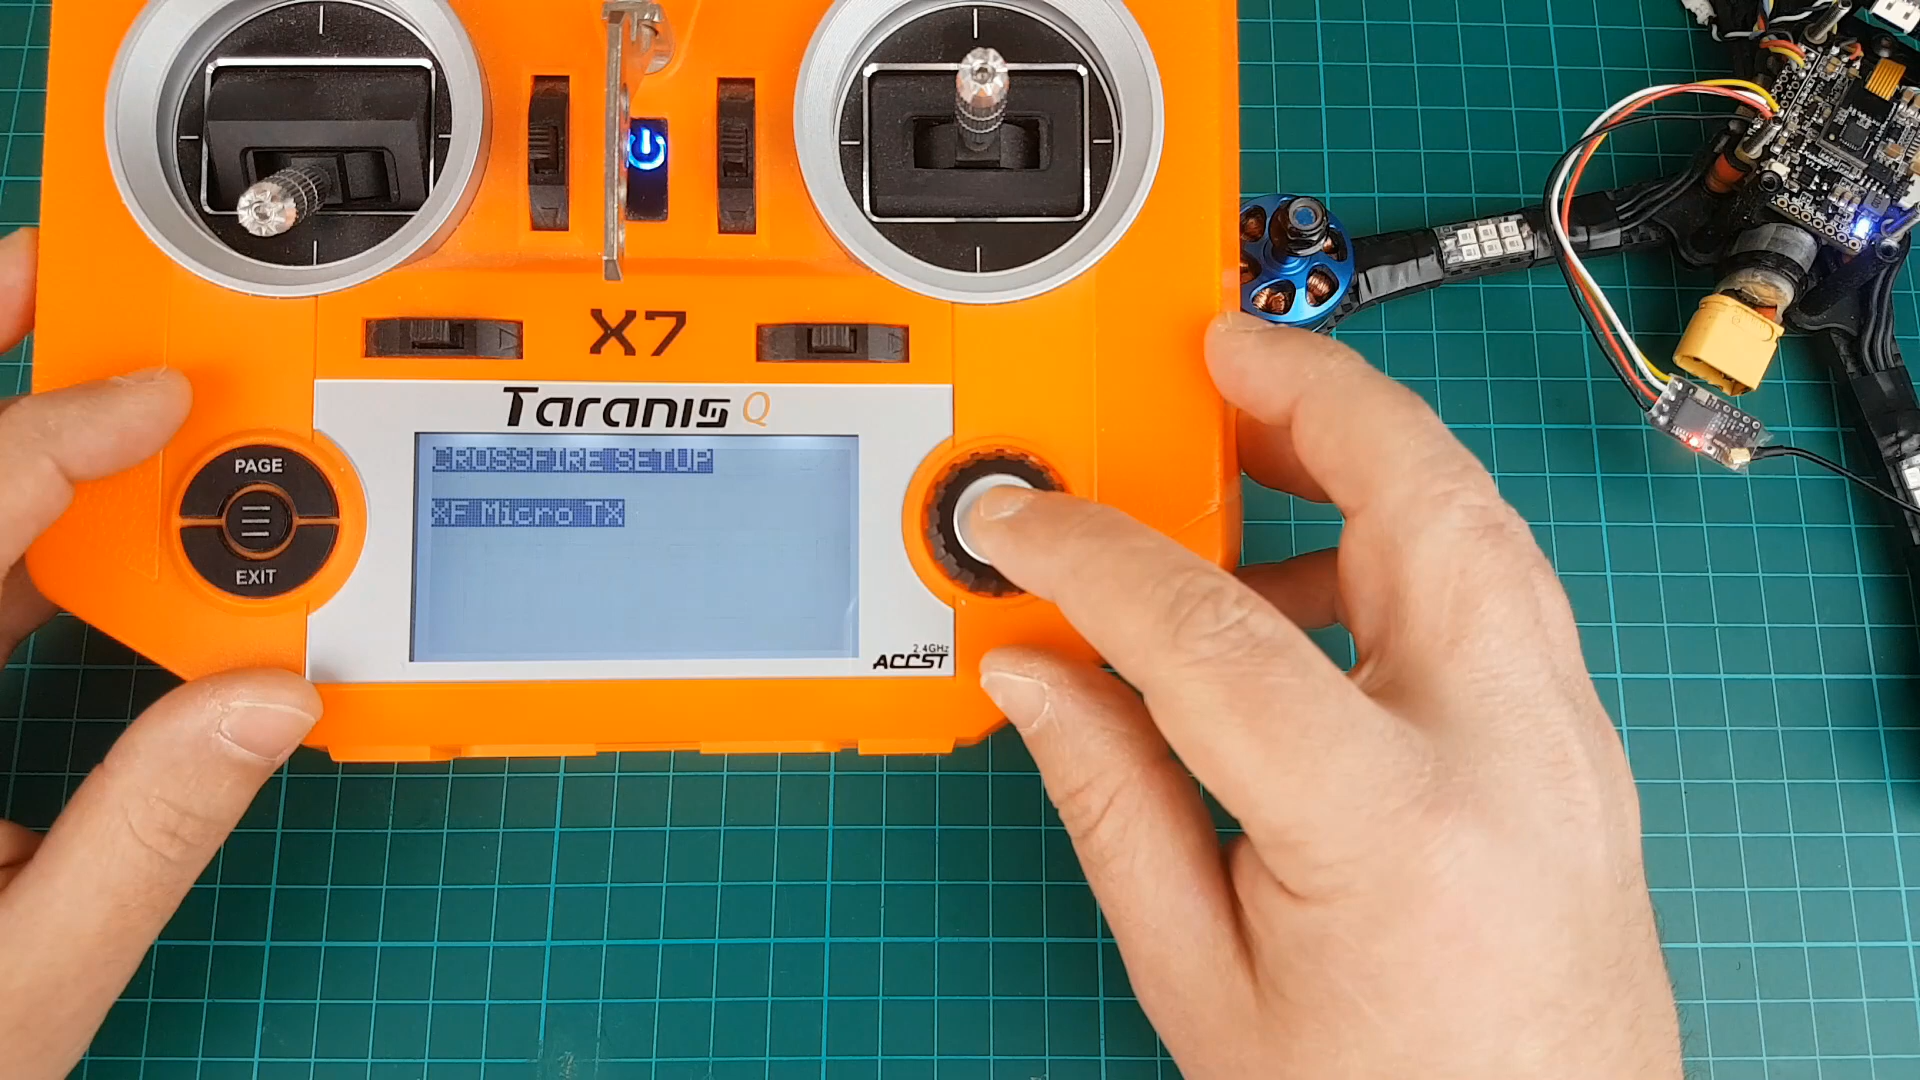 X7
Taranis Q
CROSSFIRE SETUP
PAGE
XF Micro TX
EXIT
2.4GHz
ACCST